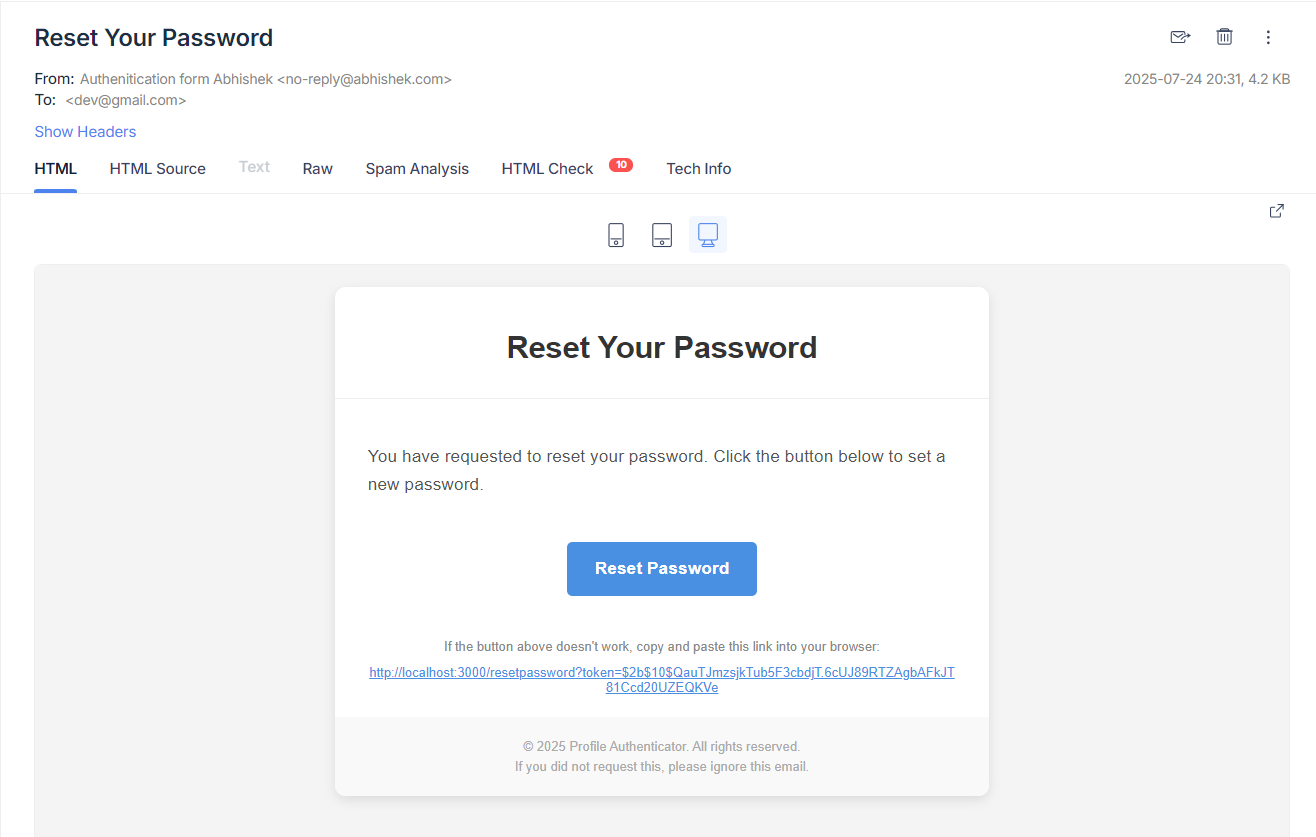 Reset Your Password
From: Authenitication form Abhishek <no-reply@abhishek.com>
2025-07-24 20:31, 4.2 KB
To: <dev@gmail.com>
Show Headers
HTML HTML Source Text Raw Spam Analysis HTML Check 10 Tech Info
Reset Your Password
You have requested to reset your password. Click the button below to set a
new password.
Reset Password
If the button above doesn't work, copy and paste this link into your browser:
http://localhost:3000/resetpassword?token=$2b$10$QauTJmzsjkTub5F3cbdjT.6cUJ89RTZAgbAFkJT
81Ccd20UZEQKVe
© 2025 Profile Authenticator. All rights reserved.
If you did not request this, please ignore this email.